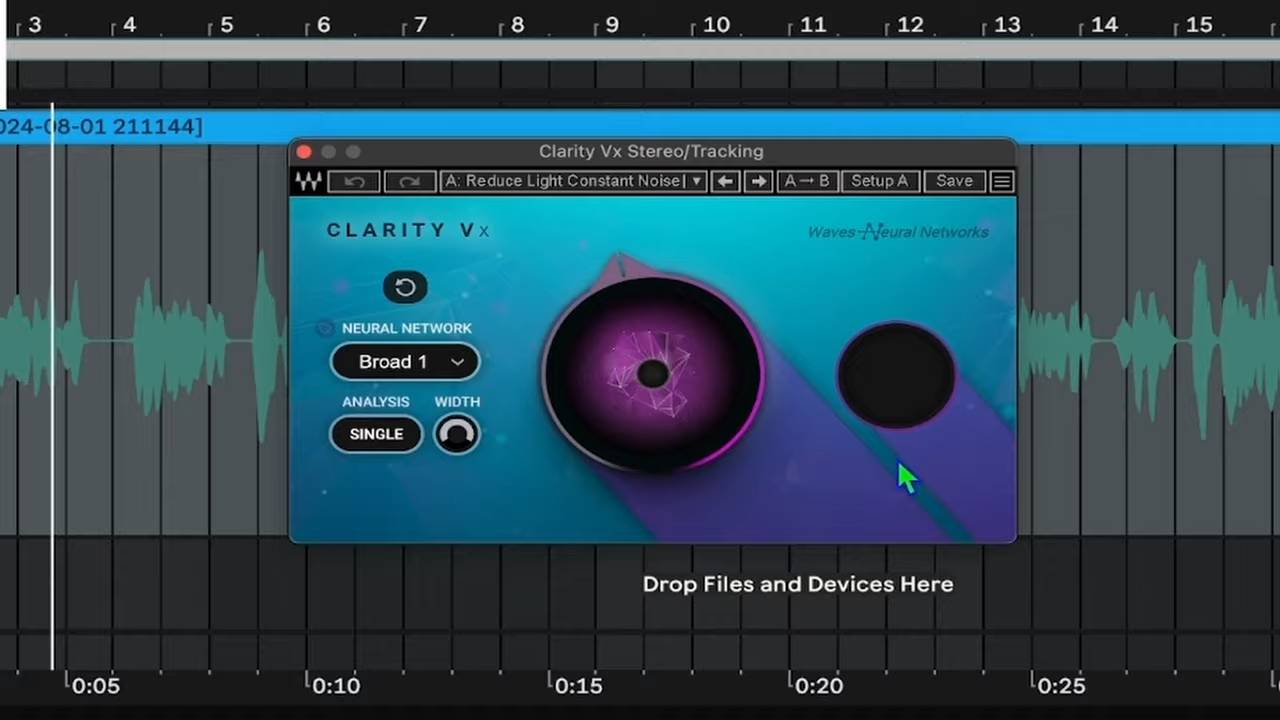 3 4 5 6 7 8 9 10 11 12 13 14 15
024-08-01 211144]
Clarity Vx Stereo/Tracking
A: Reduce Light Constant Noise A→B Setup A Save
CLARITY Vx
Waves Neural Networks
NEURAL NETWORK
Broad 1
ANALYSIS WIDTH
SINGLE
Drop Files and Devices Here
0:05 0:10 0:15 0:20 0:25